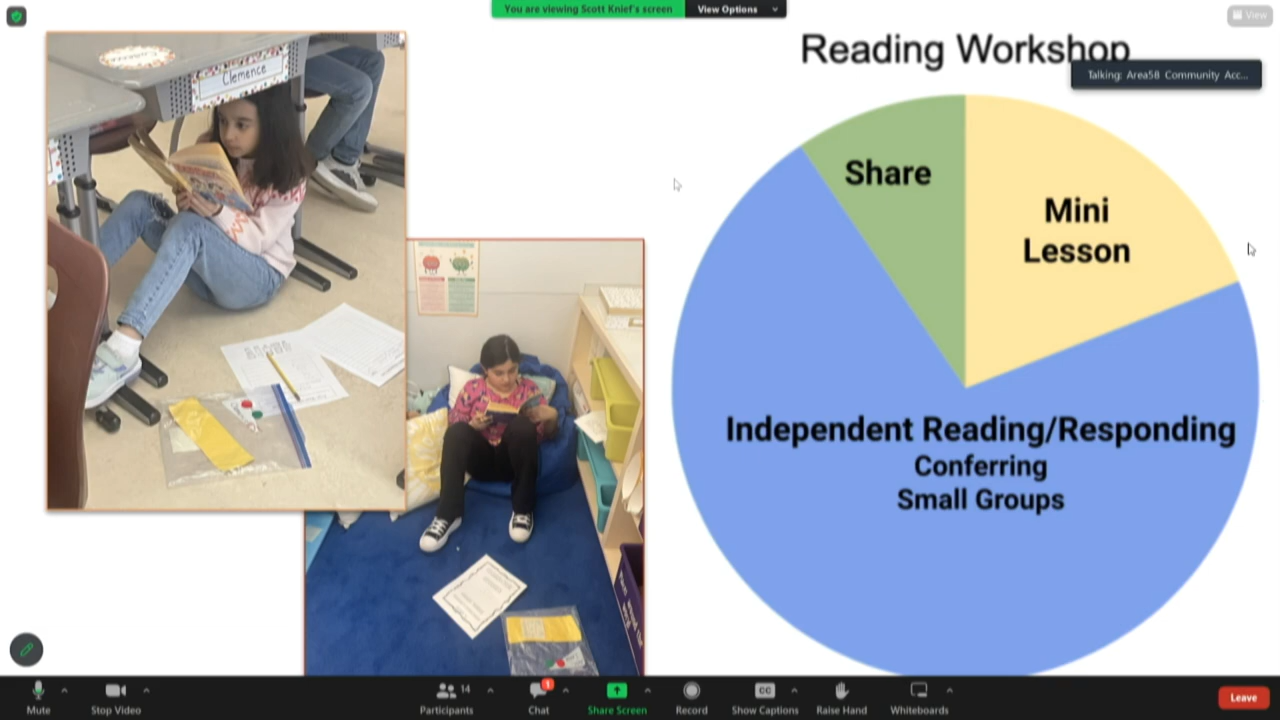 You are viewing Scott Knief's screen
View Options
View
Reading Workshop
Talking: Area58 Community Acc...
Clemence
Share
Mini
Lesson
Independent Reading/Responding
Conferring
Small Groups
Mute
Stop Video
14
Participants
1
Chat
Share Screen
Record
CC
Show Captions
Raise Hand
Whiteboards
Leave